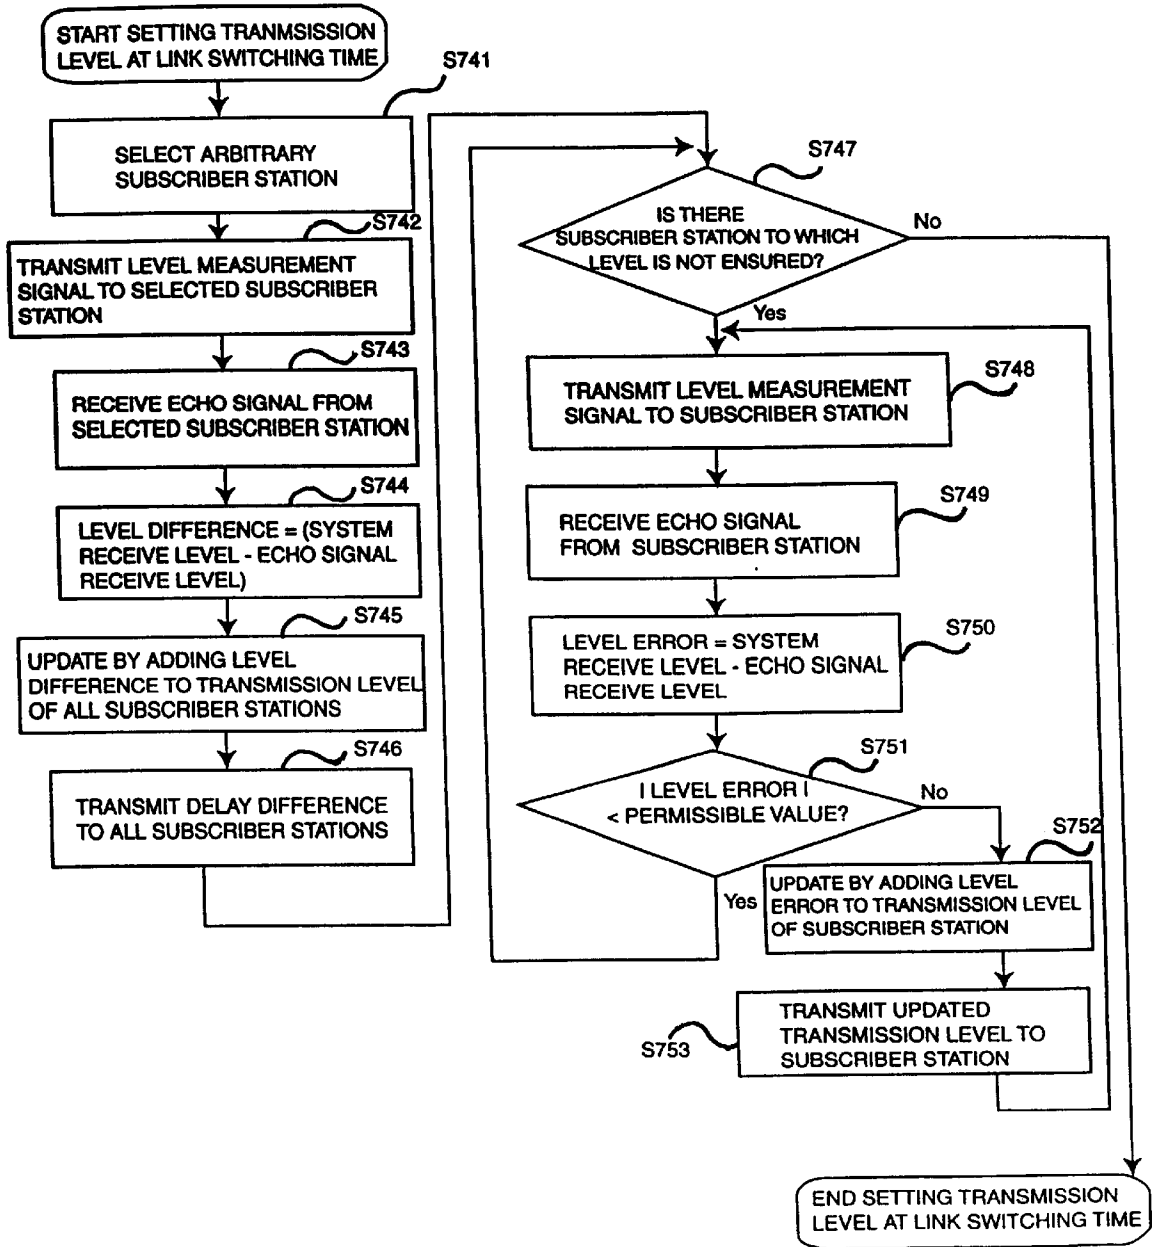 START SETTING TRANMSISSION
LEVEL AT LINK SWITCHING TIME
S741
SELECT ARBITRARY
SUBSCRIBER STATION
S742
TRANSMIT LEVEL MEASUREMENT
SIGNAL TO SELECTED SUBSCRIBER
STATION
S743
RECEIVE ECHO SIGNAL FROM
SELECTED SUBSCRIBER STATION
S744
LEVEL DIFFERENCE = (SYSTEM
RECEIVE LEVEL - ECHO SIGNAL
RECEIVE LEVEL)
S745
UPDATE BY ADDING LEVEL
DIFFERENCE TO TRANSMISSION LEVEL
OF ALL SUBSCRIBER STATIONS
S746
TRANSMIT DELAY DIFFERENCE
TO ALL SUBSCRIBER STATIONS
S747
IS THERE
SUBSCRIBER STATION TO WHICH
LEVEL IS NOT ENSURED?
No
Yes
S748
TRANSMIT LEVEL MEASUREMENT
SIGNAL TO SUBSCRIBER STATION
S749
RECEIVE ECHO SIGNAL
FROM SUBSCRIBER STATION
S750
LEVEL ERROR = SYSTEM
RECEIVE LEVEL - ECHO SIGNAL
RECEIVE LEVEL
S751
I LEVEL ERROR I
< PERMISSIBLE VALUE?
No
Yes
S752
UPDATE BY ADDING LEVEL
ERROR TO TRANSMISSION LEVEL
OF SUBSCRIBER STATION
S753
TRANSMIT UPDATED
TRANSMISSION LEVEL TO
SUBSCRIBER STATION
END SETTING TRANSMISSION
LEVEL AT LINK SWITCHING TIME